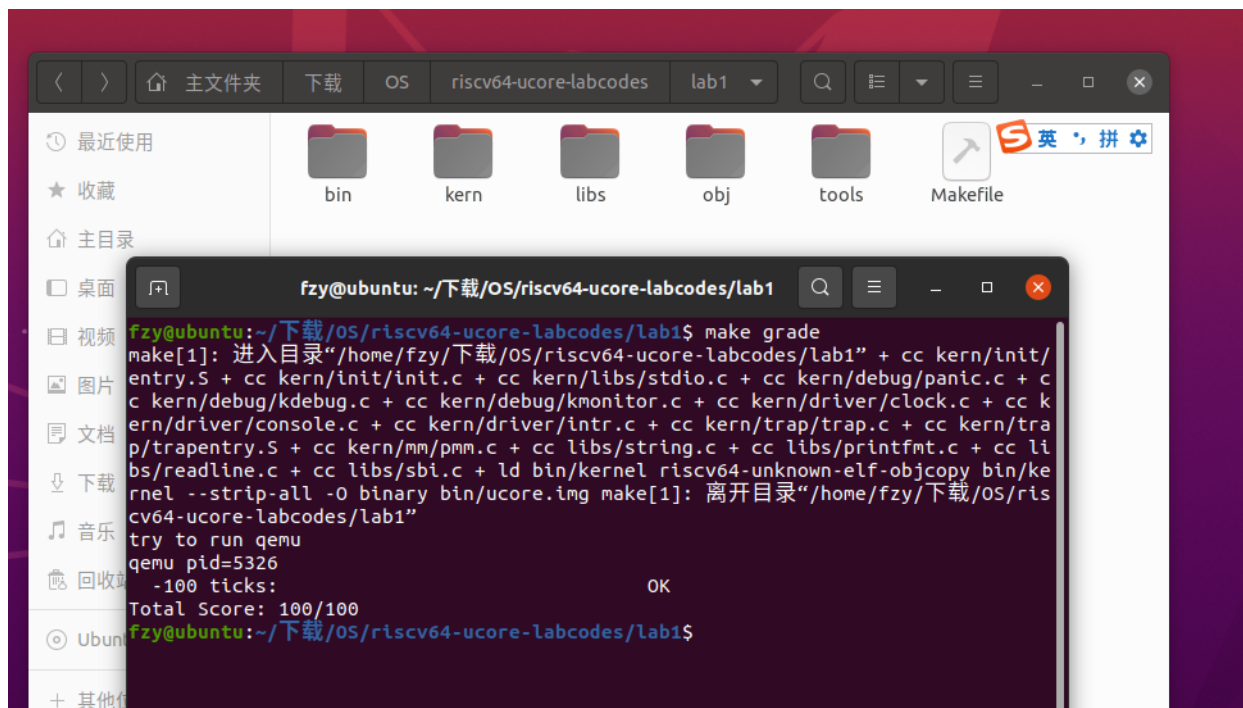 主文件夹 下载 OS riscv64-ucore-labcodes lab1
最近使用
收藏
主目录
桌面
视频
图片
文档
下载
音乐
bin kern libs obj tools Makefile
英 拼
fzy@ubuntu: ~/下载/OS/riscv64-ucore-labcodes/lab1
fzy@ubuntu:~/下载/OS/riscv64-ucore-labcodes/lab1$ make grade
make[1]: 进入目录“/home/fzy/下载/OS/riscv64-ucore-labcodes/lab1” + cc kern/init/
entry.S + cc kern/init/init.c + cc kern/libs/stdio.c + cc kern/debug/panic.c + c
c kern/debug/kdebug.c + cc kern/debug/kmonitor.c + cc kern/driver/clock.c + cc k
ern/driver/console.c + cc kern/driver/intr.c + cc kern/trap/trap.c + cc kern/tra
p/trapentry.S + cc kern/mm/pmm.c + cc libs/string.c + cc libs/printfmt.c + cc li
bs/readline.c + cc libs/sbi.c + ld bin/kernel riscv64-unknown-elf-objcopy bin/ke
rnel --strip-all -O binary bin/ucore.img make[1]: 离开目录“/home/fzy/下载/OS/ris
cv64-ucore-labcodes/lab1”
try to run qemu
qemu pid=5326
-100 ticks: OK
Total Score: 100/100
fzy@ubuntu:~/下载/OS/riscv64-ucore-labcodes/lab1$